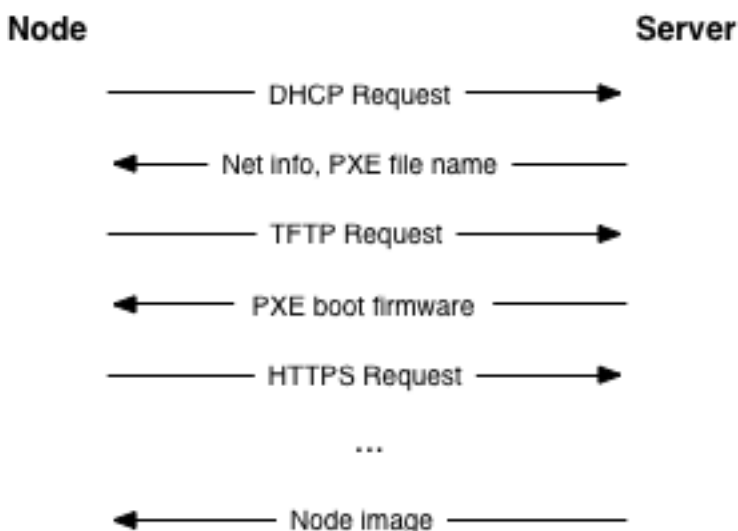 Node
Server
DHCP Request
Net info, PXE file name
TFTP Request
PXE boot firmware
HTTPS Request
...
Node image